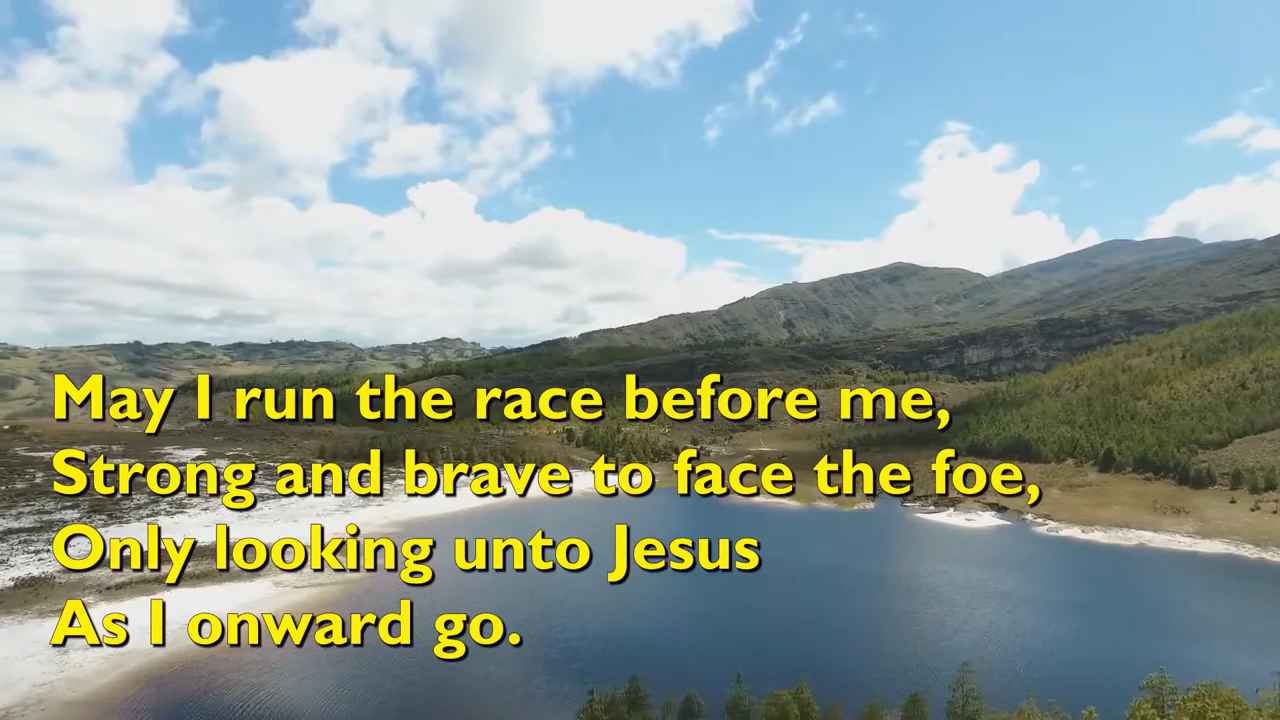 May I run the race before me,
Strong and brave to face the foe,
Only looking unto Jesus
As I onward go.